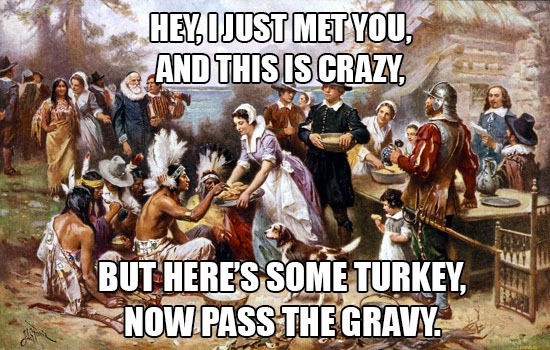 HEY, I JUST MET YOU,
AND THIS IS CRAZY,
BUT HERE'S SOME TURKEY,
NOW PASS THE GRAVY.